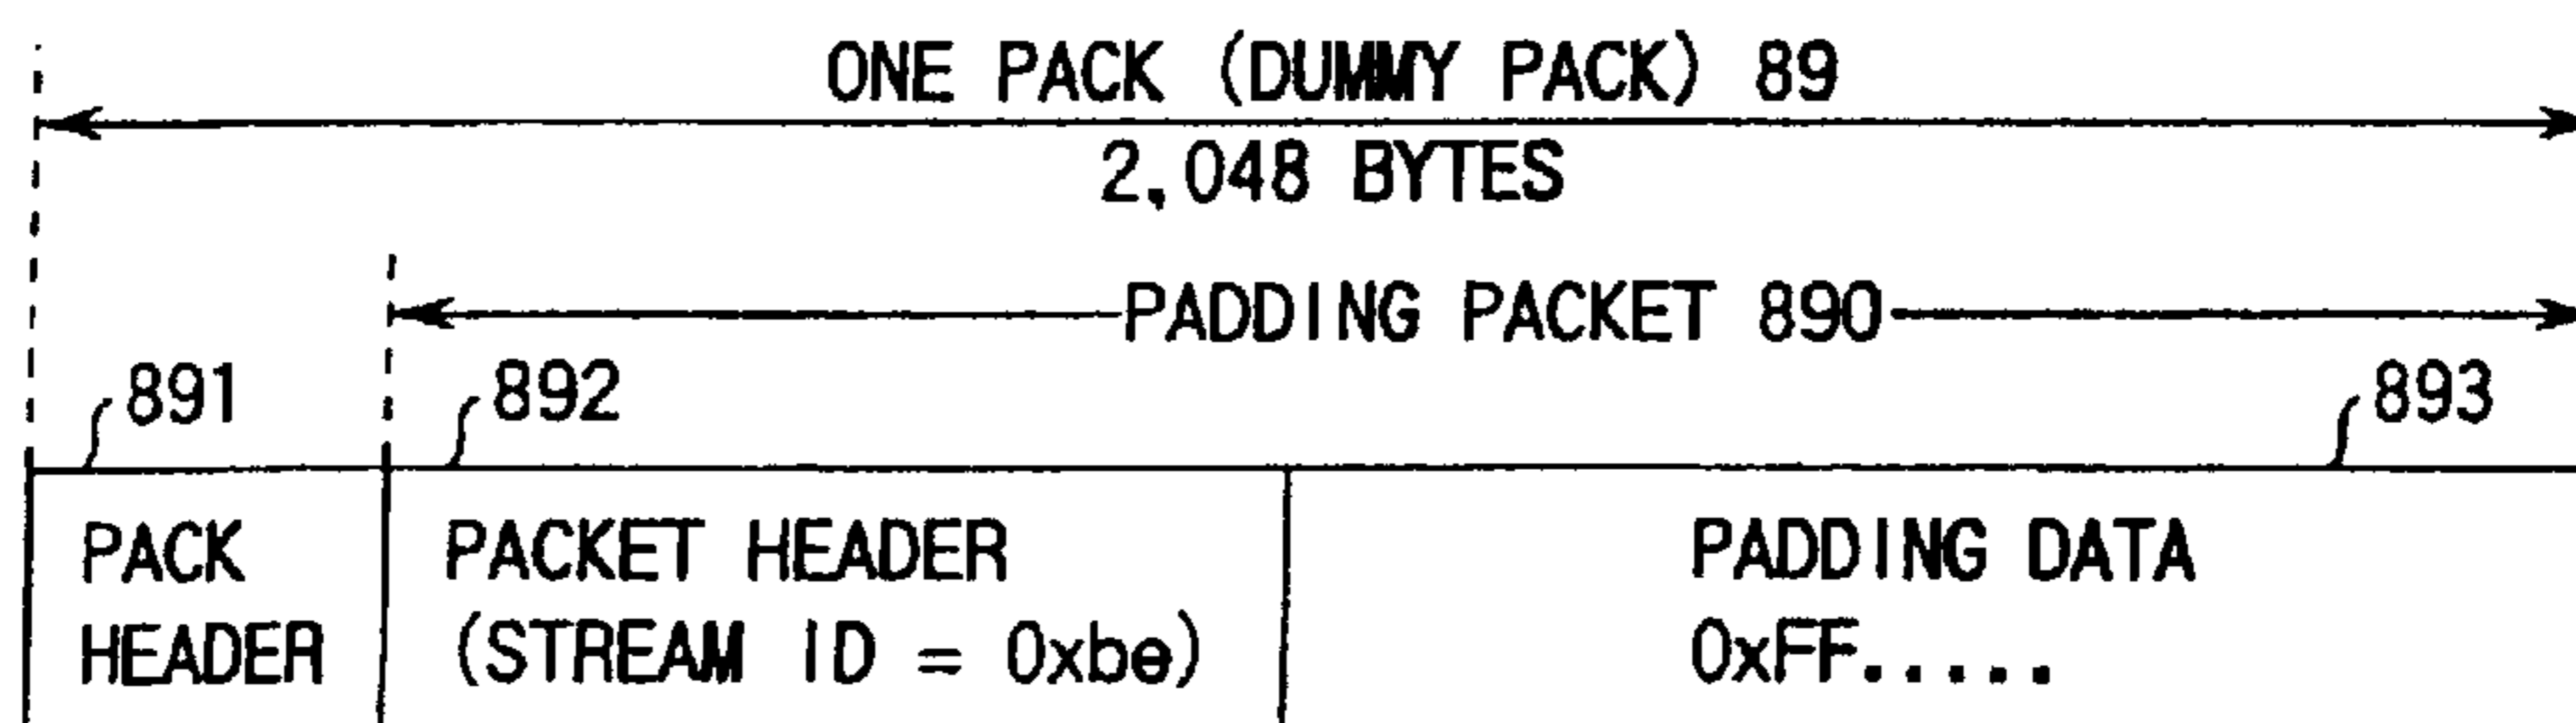 ONE PACK (DUMMY PACK) 89
2,048 BYTES
PADDING PACKET 890
891
892
893
PACK
HEADER
PACKET HEADER
(STREAM ID = 0xbe)
PADDING DATA
0xFF.....